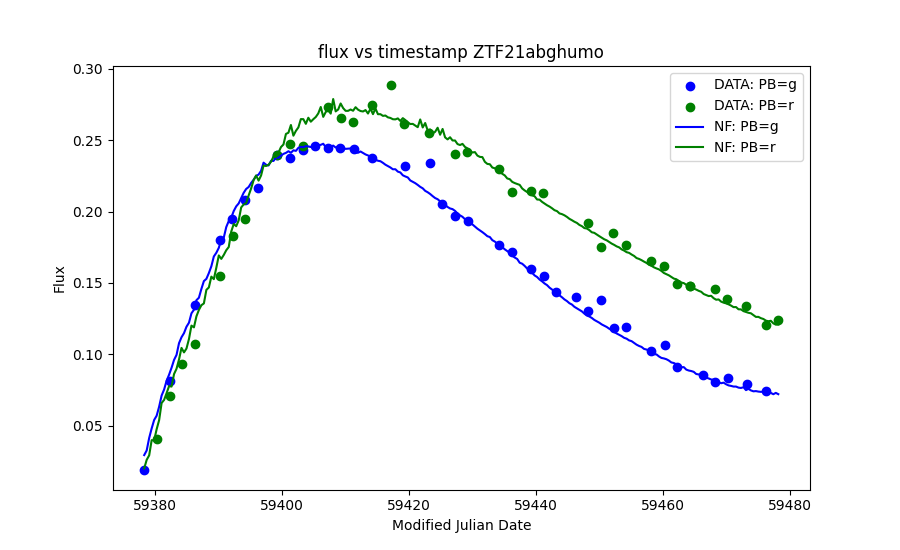 flux vs timestamp ZTF21abghumo
0.30
0.25
0.20
0.15
0.10
0.05
Flux
DATA: PB=g
DATA: PB=r
NF: PB=g
NF: PB=r
59380
59400
59420
59440
59460
59480
Modified Julian Date